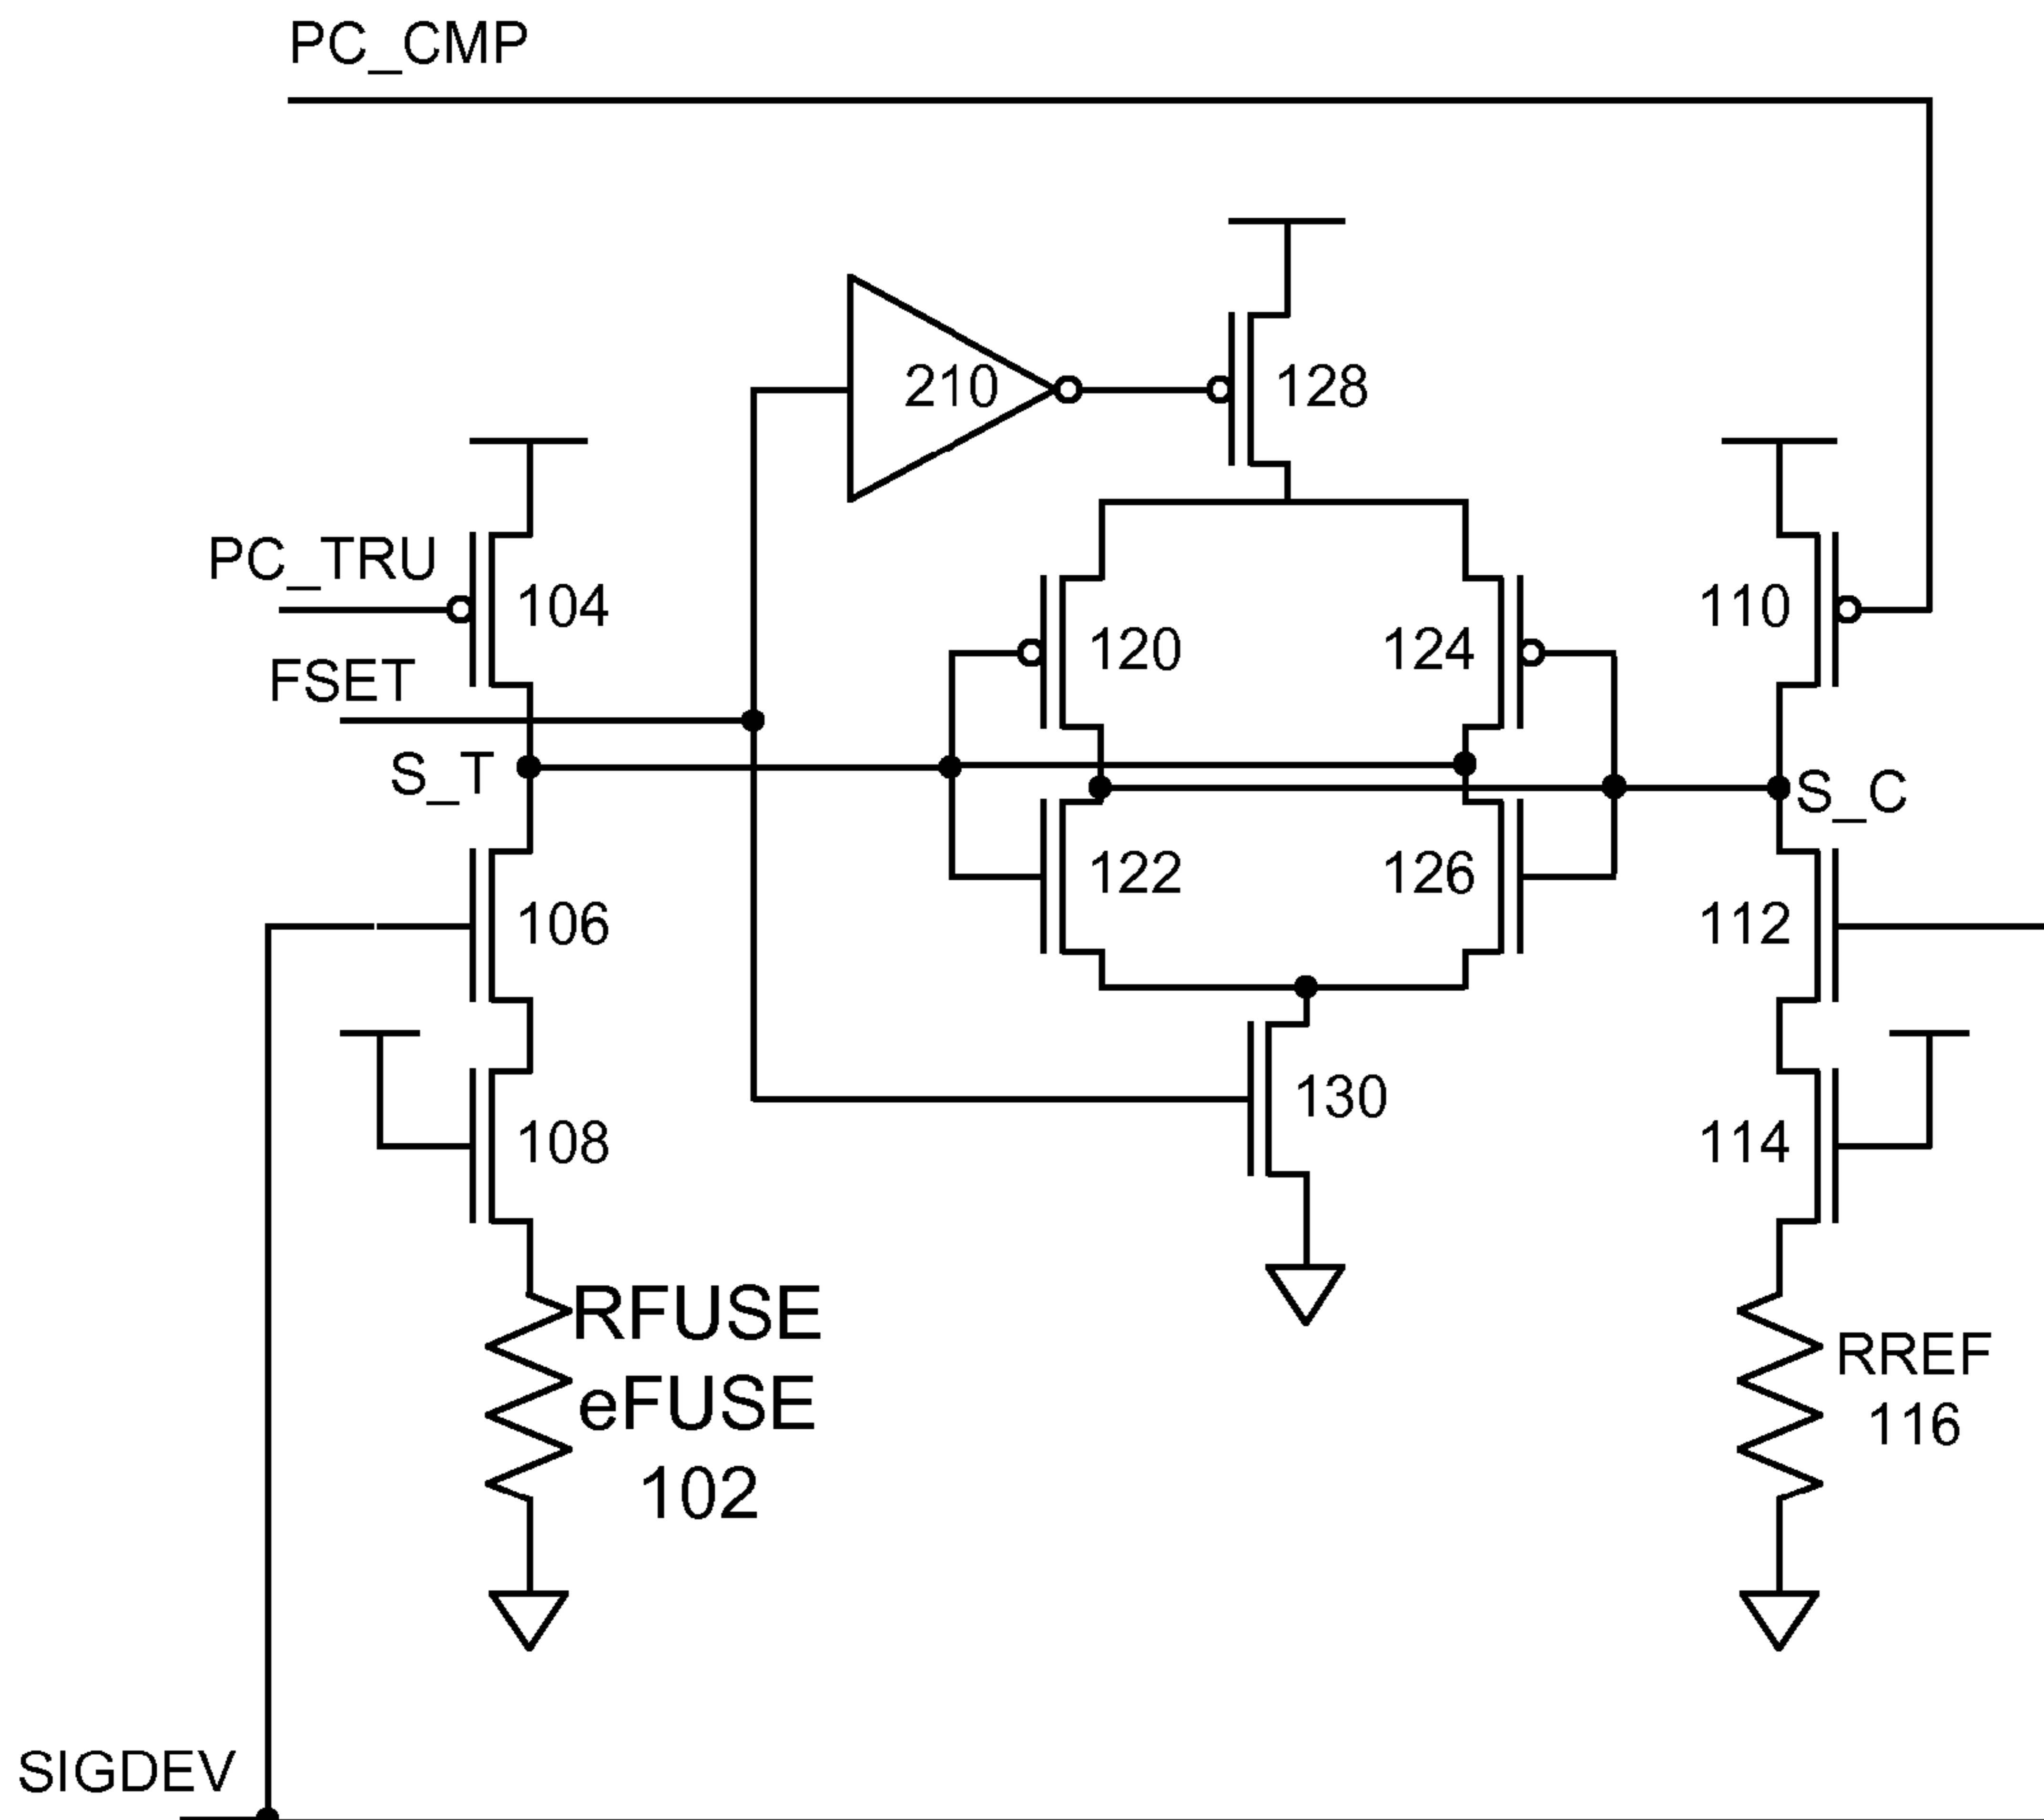 PC_CMP
210
128
PC_TRU
104
120
124
110
FSET
S_T
S_C
122
126
106
112
130
108
114
RFUSE
eFUSE
102
RREF
116
SIGDEV